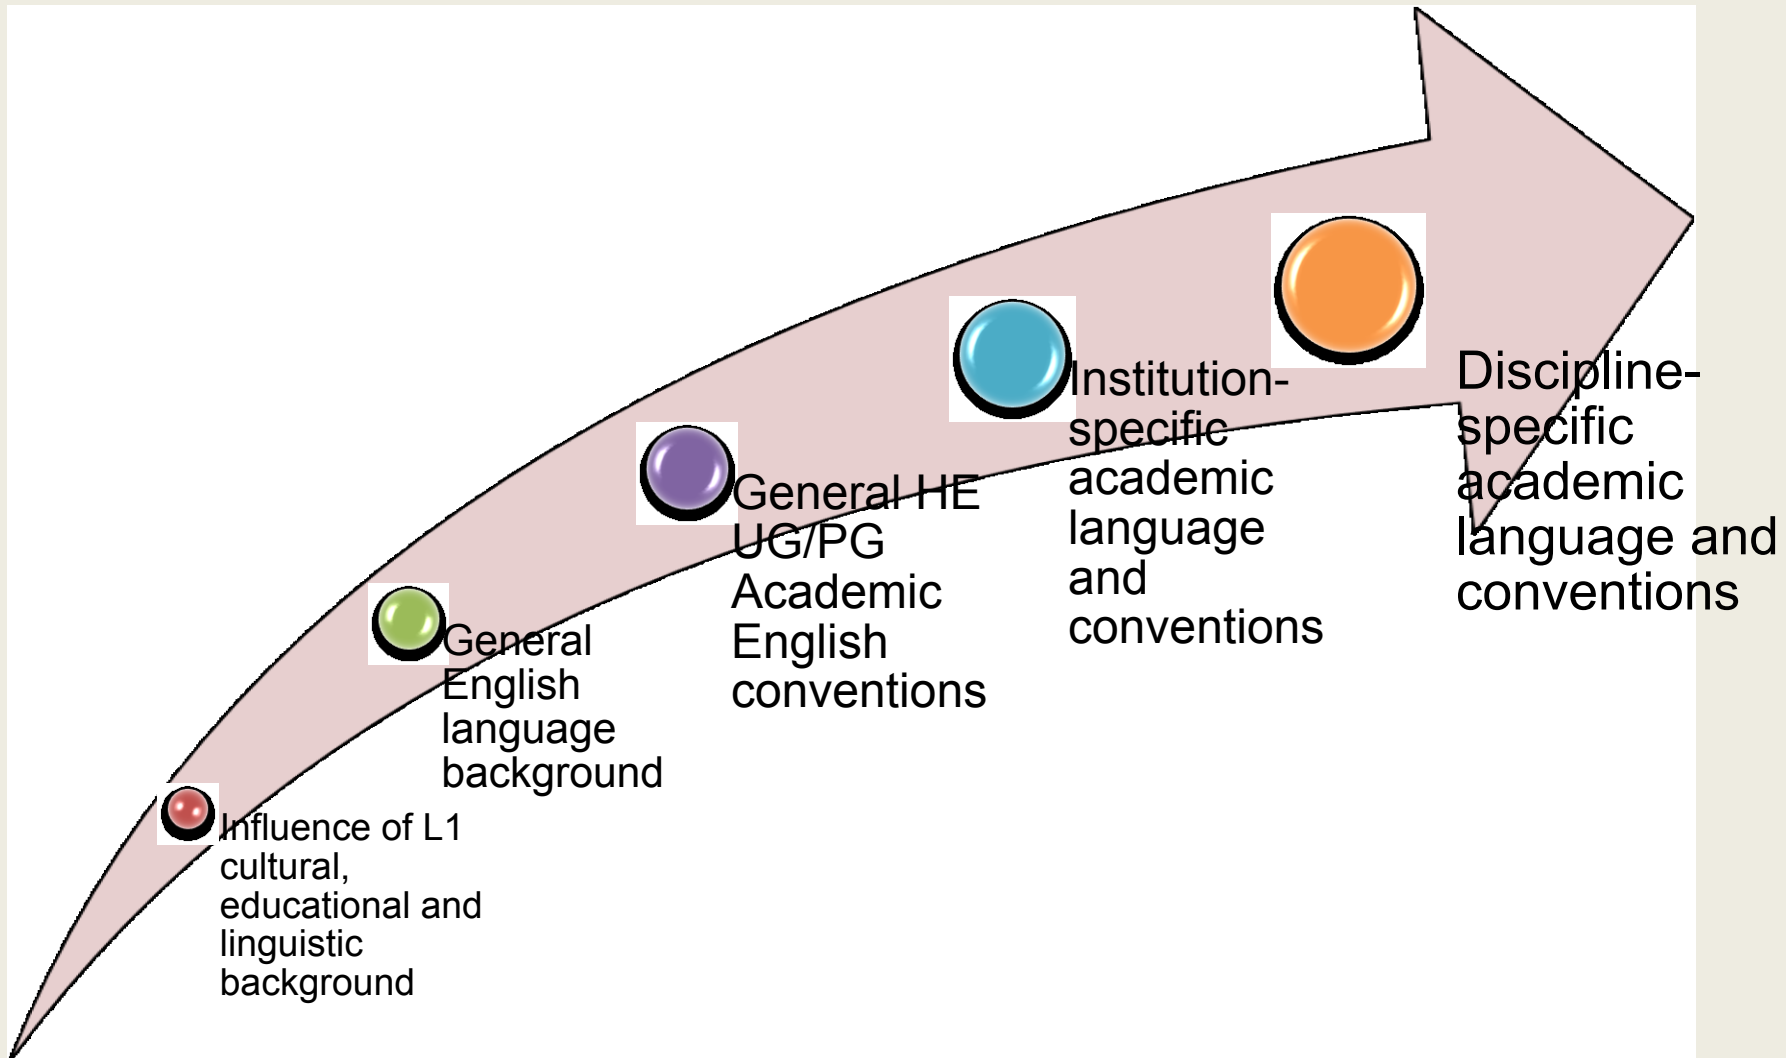 Influence of L1
cultural,
educational and
linguistic
background
General
English
language
background
General HE
UG/PG
Academic
English
conventions
Institution-
specific
academic
language
and
conventions
Discipline-
specific
academic
language and
conventions